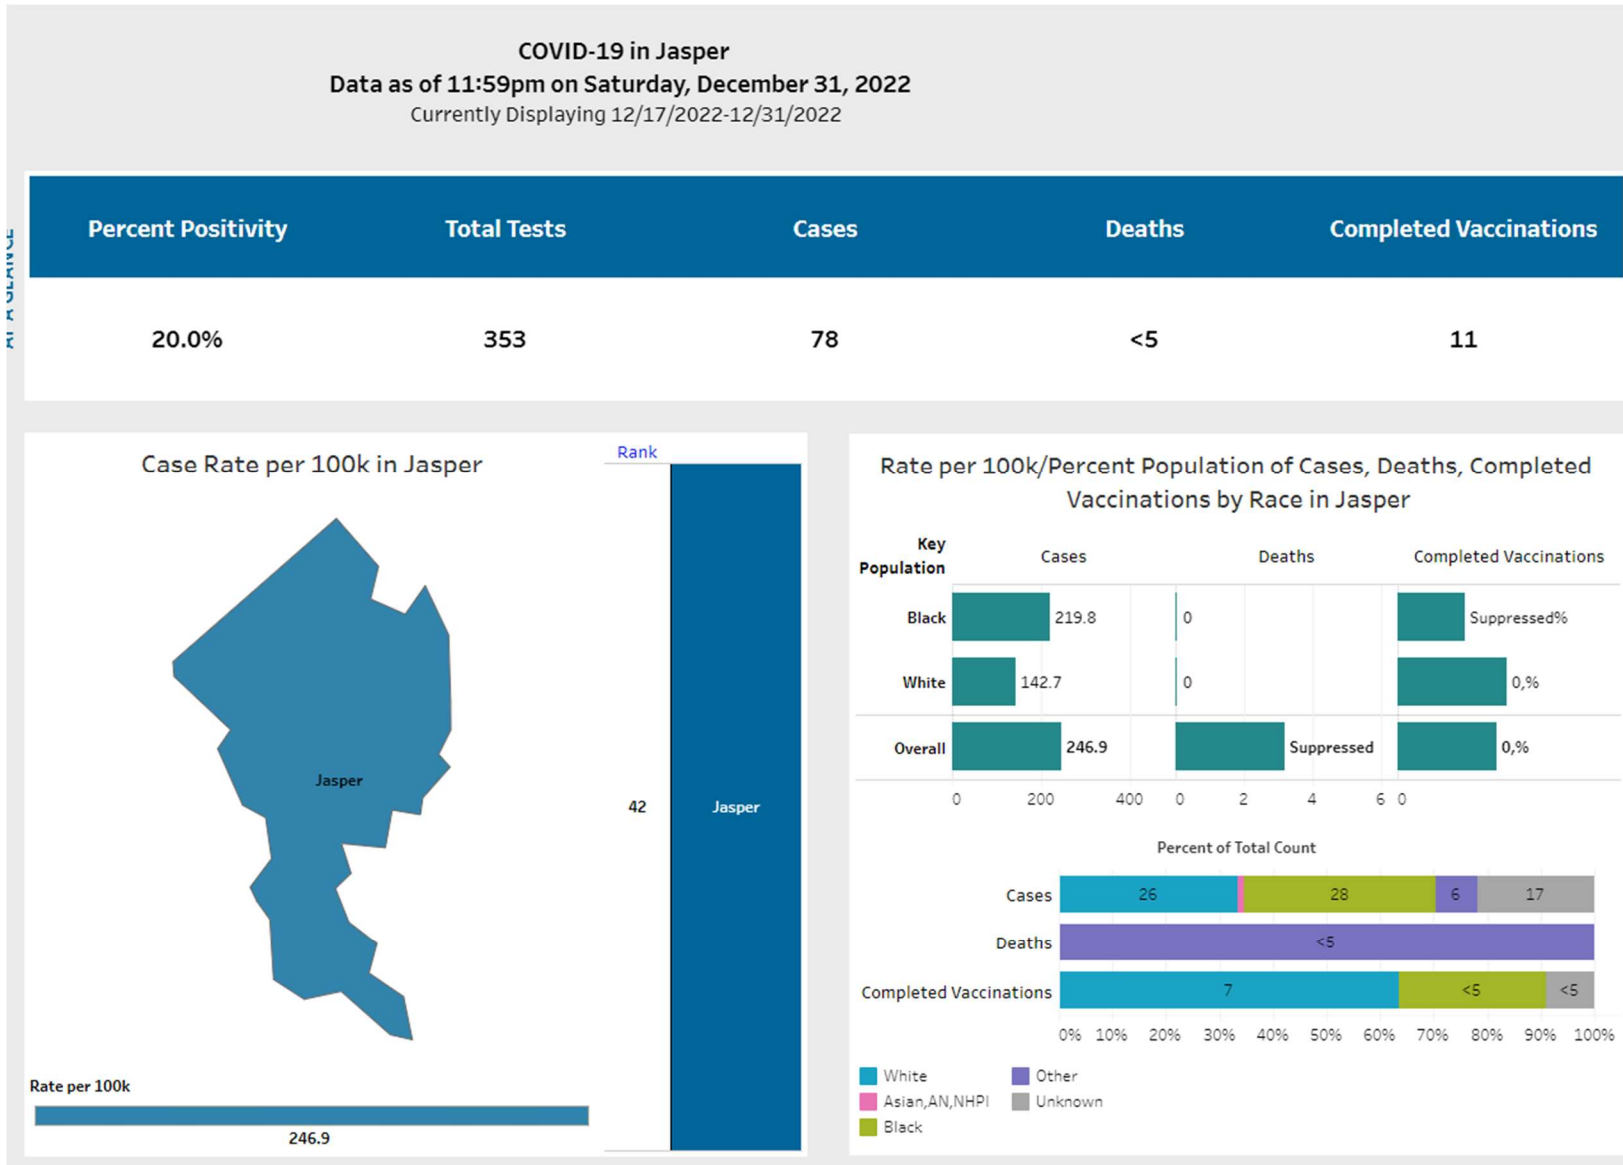 COVID-19 in Jasper
Data as of 11:59pm on Saturday, December 31, 2022
Currently Displaying 12/17/2022-12/31/2022
AT A GLANCE
Percent Positivity Total Tests Cases Deaths Completed Vaccinations
20.0% 353 78 <5 11
Case Rate per 100k in Jasper
Rank
Jasper
42 Jasper
Rate per 100k
246.9
Rate per 100k/Percent Population of Cases, Deaths, Completed
Vaccinations by Race in Jasper
Key
Population Cases Deaths Completed Vaccinations
Black 219.8 0 Suppressed%
White 142.7 0 0,%
Overall 246.9 Suppressed 0,%
0 200 400 0 2 4 6 0
Percent of Total Count
Cases 26 28 6 17
Deaths <5
Completed Vaccinations 7 <5 <5
0% 10% 20% 30% 40% 50% 60% 70% 80% 90% 100%
White Other
Asian,AN,NHPI Unknown
Black